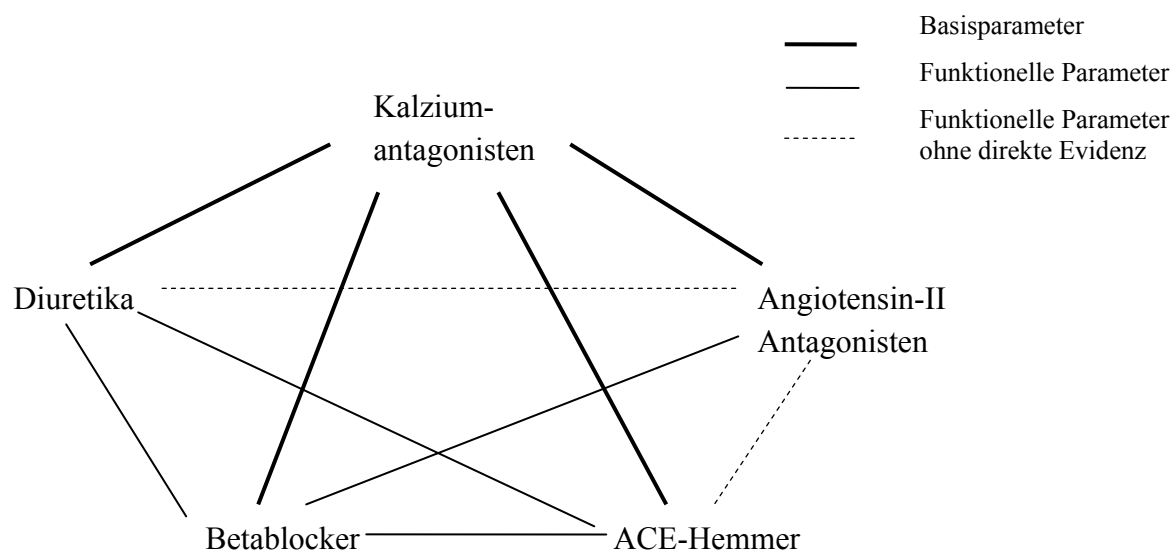 Basisparameter
Funktionelle Parameter
Funktionelle Parameter
ohne direkte Evidenz
Kalzium-
antagonisten
Diuretika
Angiotensin-II
Antagonisten
Betablocker
ACE-Hemmer